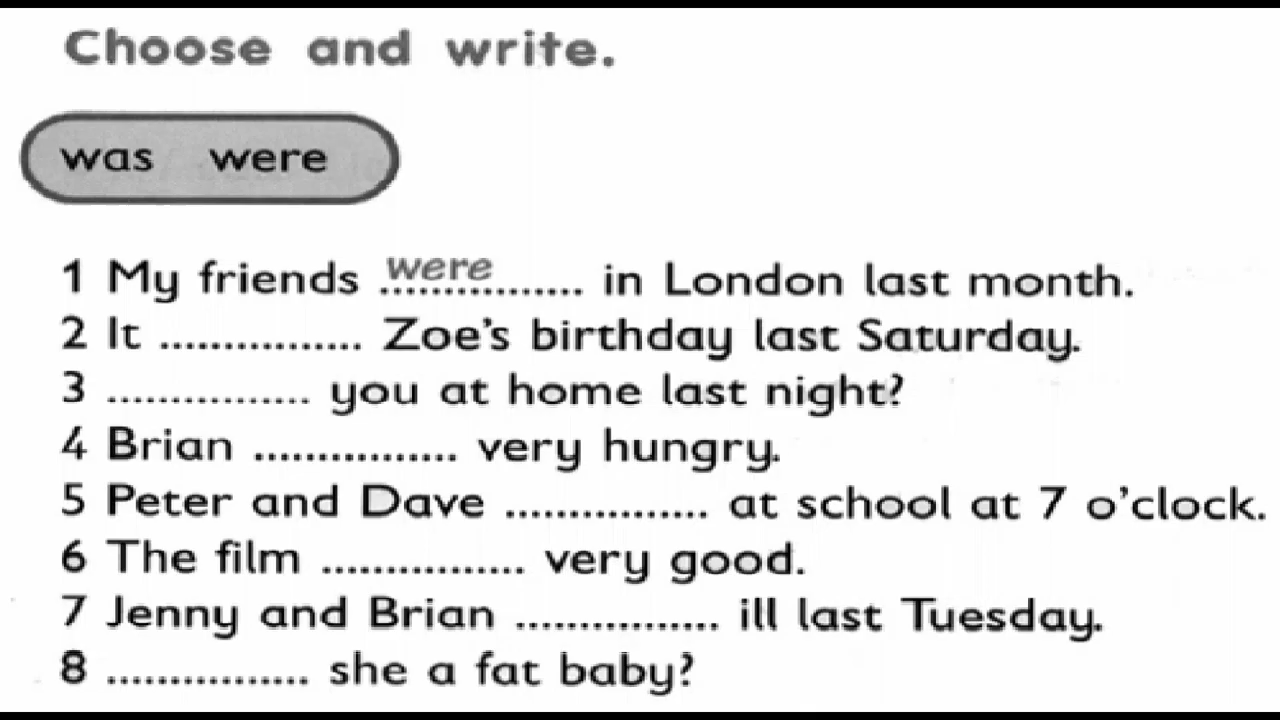 Choose and write.
was were
1 My friends were ................ in London last month.
2 It ................ Zoe's birthday last Saturday.
3 ................ you at home last night?
4 Brian ................ very hungry.
5 Peter and Dave ................ at school at 7 o'clock.
6 The film ................ very good.
7 Jenny and Brian ................ ill last Tuesday.
8 ................ she a fat baby?